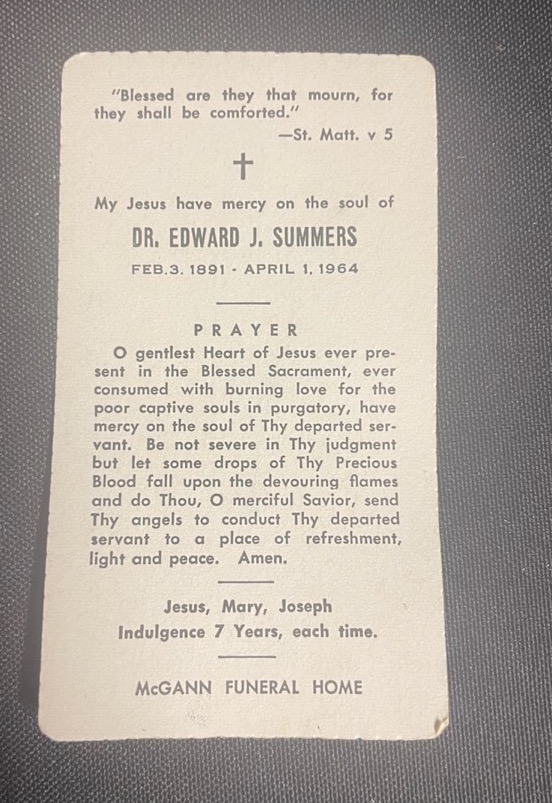 "Blessed are they that mourn, for
they shall be comforted."
—St. Matt. v 5
My Jesus have mercy on the soul of
DR. EDWARD J. SUMMERS
FEB.3. 1891 - APRIL 1, 1964
PRAYER
O gentlest Heart of Jesus ever pre-
sent in the Blessed Sacrament, ever
consumed with burning love for the
poor captive souls in purgatory, have
mercy on the soul of Thy departed ser-
vant. Be not severe in Thy judgment
but let some drops of Thy Precious
Blood fall upon the devouring flames
and do Thou, O merciful Savior, send
Thy angels to conduct Thy departed
servant to a place of refreshment,
light and peace. Amen.
Jesus, Mary, Joseph
Indulgence 7 Years, each time.
McGANN FUNERAL HOME